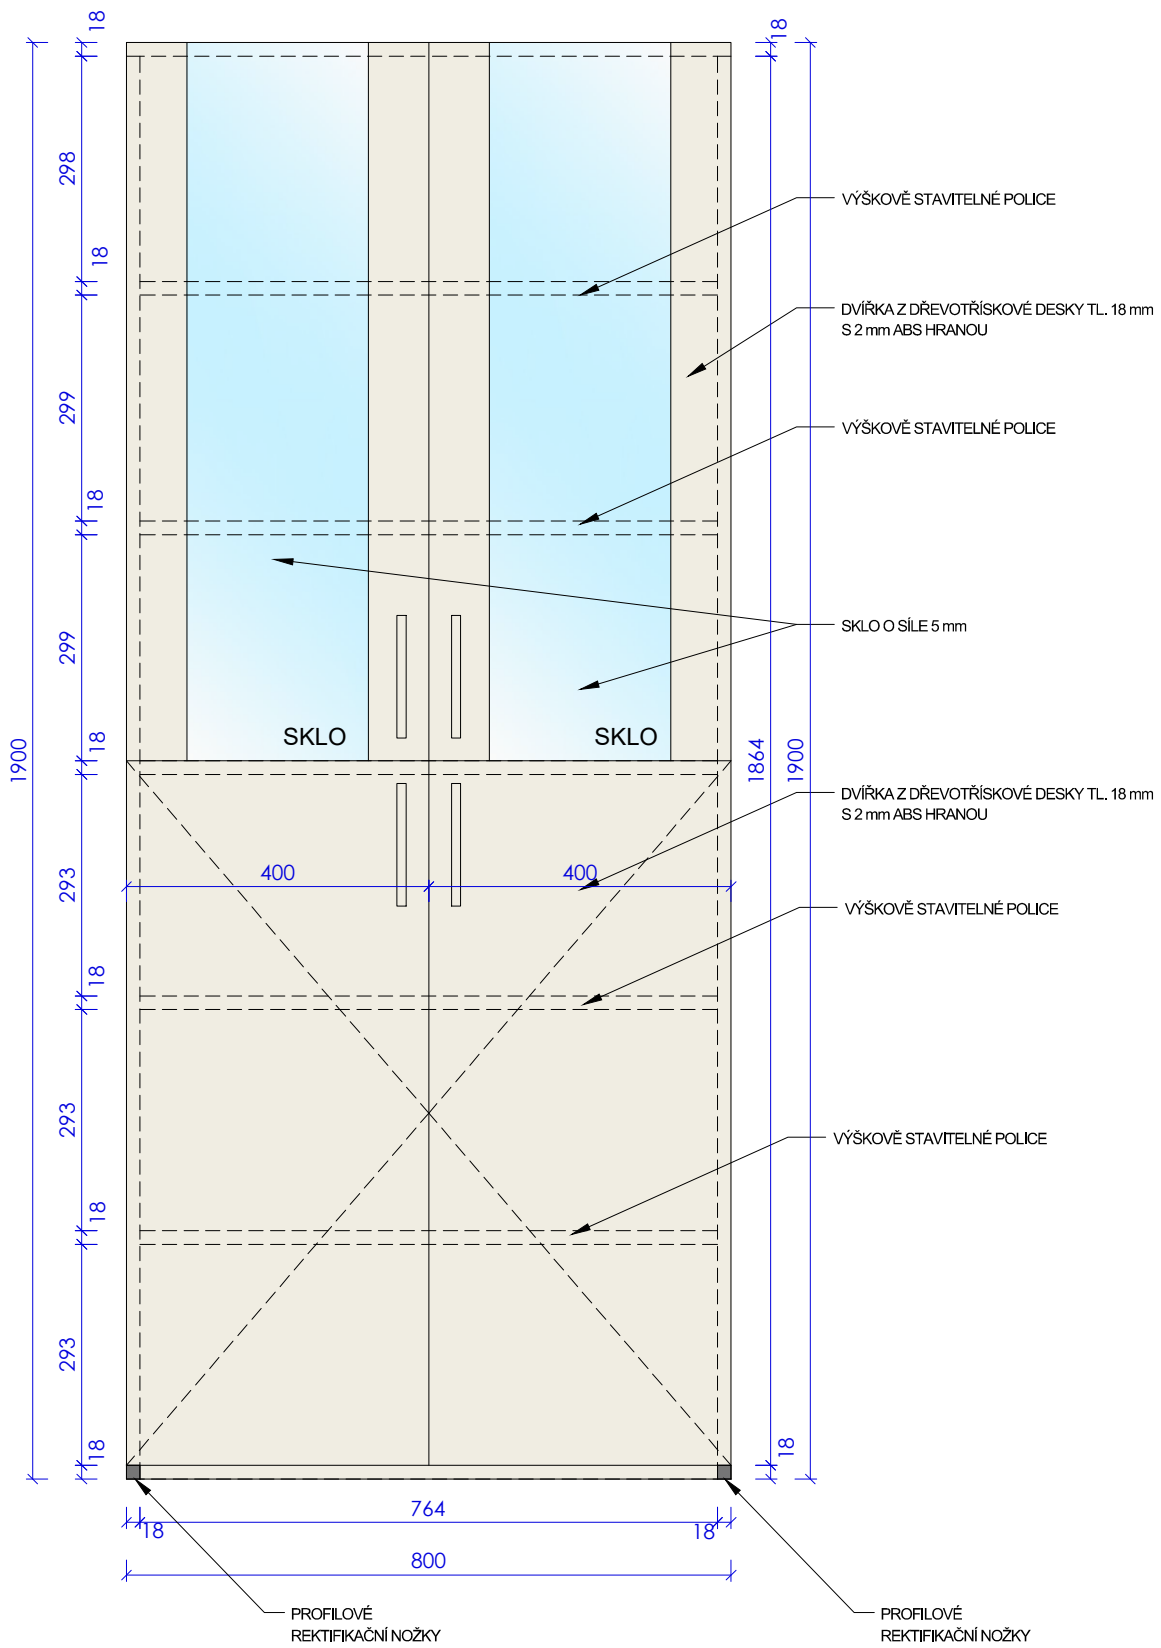 18
18
298
VÝŠKOVĚ STAVITELNÉ POLICE
18
DVÍŘKA Z DŘEVOTŘÍSKOVÉ DESKY TL. 18 mm
S 2 mm ABS HRANOU
299
VÝŠKOVĚ STAVITELNÉ POLICE
18
SKLO O SÍLE 5 mm
299
SKLO
SKLO
18
1900
1864
1900
DVÍŘKA Z DŘEVOTŘÍSKOVÉ DESKY TL. 18 mm
S 2 mm ABS HRANOU
400
400
293
VÝŠKOVĚ STAVITELNÉ POLICE
18
293
VÝŠKOVĚ STAVITELNÉ POLICE
18
293
18
18
764
18
18
800
PROFILOVÉ
REKTIFIKAČNÍ NOŽKY
PROFILOVÉ
REKTIFIKAČNÍ NOŽKY